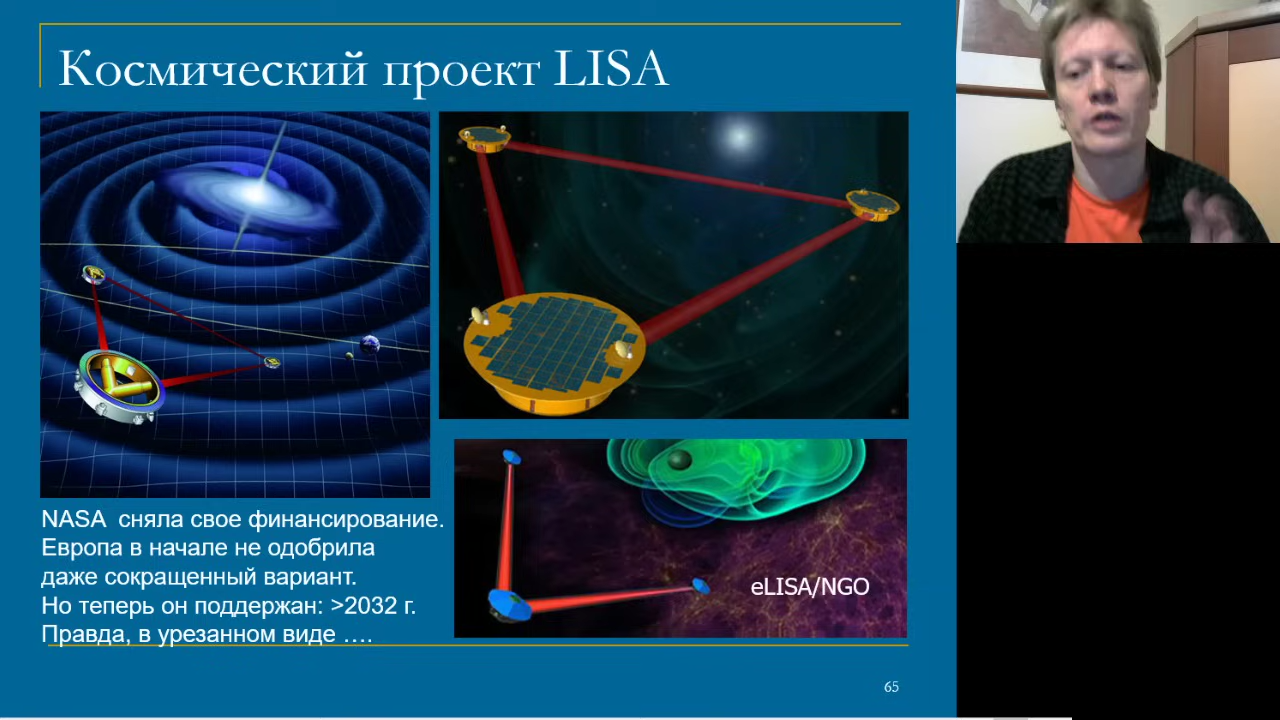 Космический проект LISA
NASA сняла свое финансирование.
Европа в начале не одобрила
даже сокращенный вариант.
Но теперь он поддержан: >2032 г.
Правда, в урезанном виде ….
eLISA/NGO
65